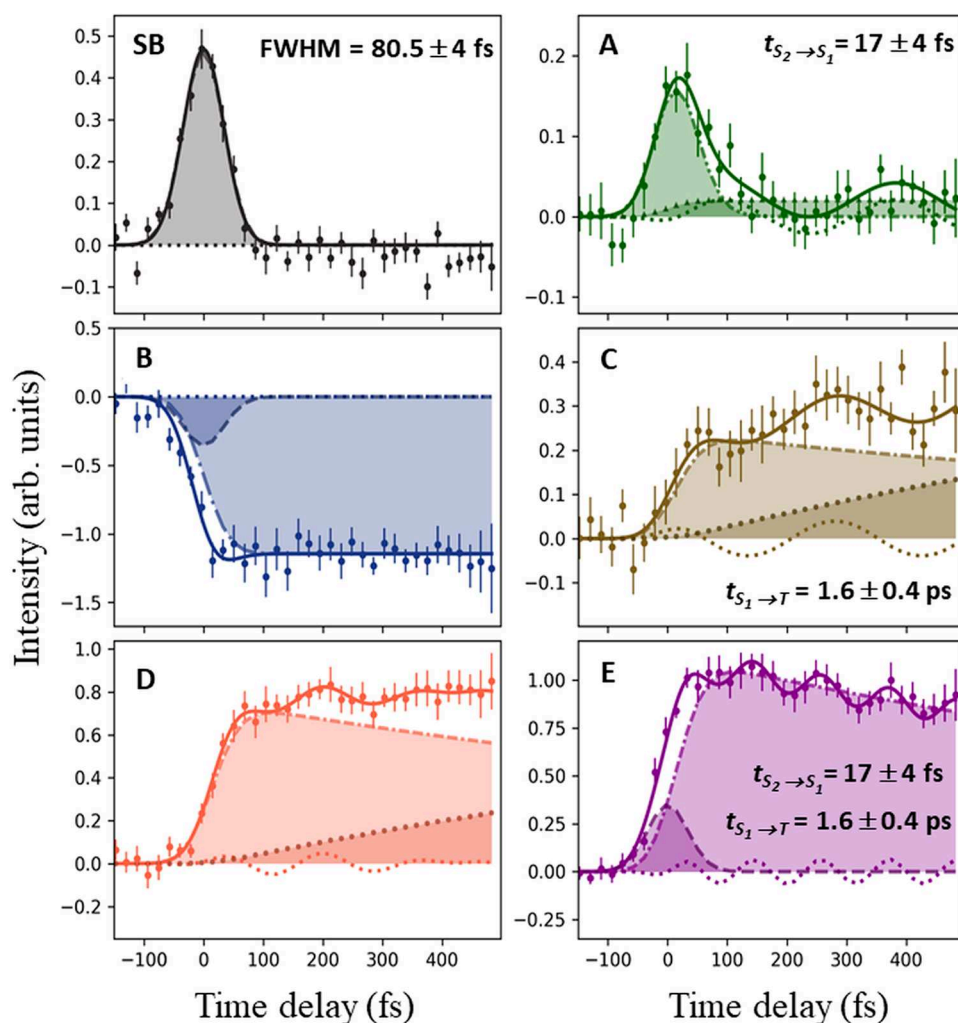 SB
FWHM = 80.5 ± 4 fs
0.5
0.4
0.3
0.2
0.1
0.0
−0.1
A
t_{S_2→S_1} = 17 ± 4 fs
0.2
0.1
0.0
−0.1
B
0.5
0.0
−0.5
−1.0
−1.5
C
0.4
0.3
0.2
0.1
0.0
−0.1
t_{S_1→T} = 1.6 ± 0.4 ps
D
1.0
0.8
0.6
0.4
0.2
0.0
−0.2
E
1.00
0.75
0.50
0.25
0.00
−0.25
t_{S_2→S_1} = 17 ± 4 fs
t_{S_1→T} = 1.6 ± 0.4 ps
−100 0 100 200 300 400
−100 0 100 200 300 400
Intensity (arb. units)
Time delay (fs)
Time delay (fs)